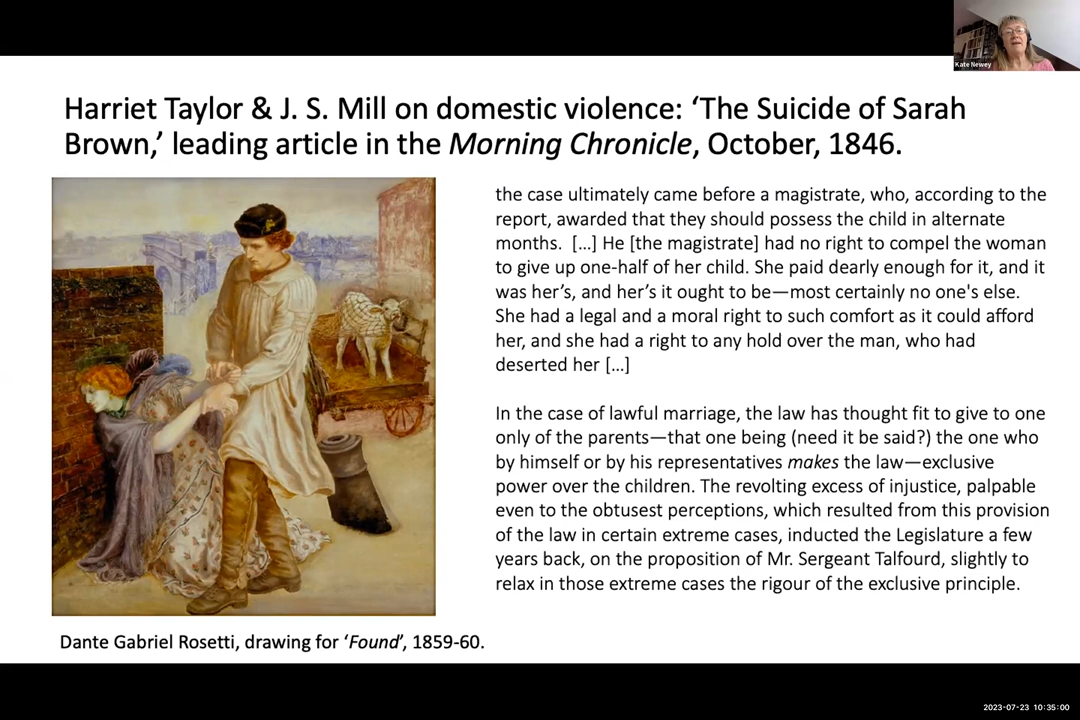 Kate Newey
Harriet Taylor & J. S. Mill on domestic violence: ‘The Suicide of Sarah
Brown,’ leading article in the Morning Chronicle, October, 1846.
the case ultimately came before a magistrate, who, according to the
report, awarded that they should possess the child in alternate
months.  […] He [the magistrate] had no right to compel the woman
to give up one-half of her child. She paid dearly enough for it, and it
was her’s, and her’s it ought to be—most certainly no one's else.
She had a legal and a moral right to such comfort as it could afford
her, and she had a right to any hold over the man, who had
deserted her […]
In the case of lawful marriage, the law has thought fit to give to one
only of the parents—that one being (need it be said?) the one who
by himself or by his representatives makes the law—exclusive
power over the children. The revolting excess of injustice, palpable
even to the obtusest perceptions, which resulted from this provision
of the law in certain extreme cases, inducted the Legislature a few
years back, on the proposition of Mr. Sergeant Talfourd, slightly to
relax in those extreme cases the rigour of the exclusive principle.
Dante Gabriel Rosetti, drawing for ‘Found’, 1859-60.
2023-07-23 10:35:00